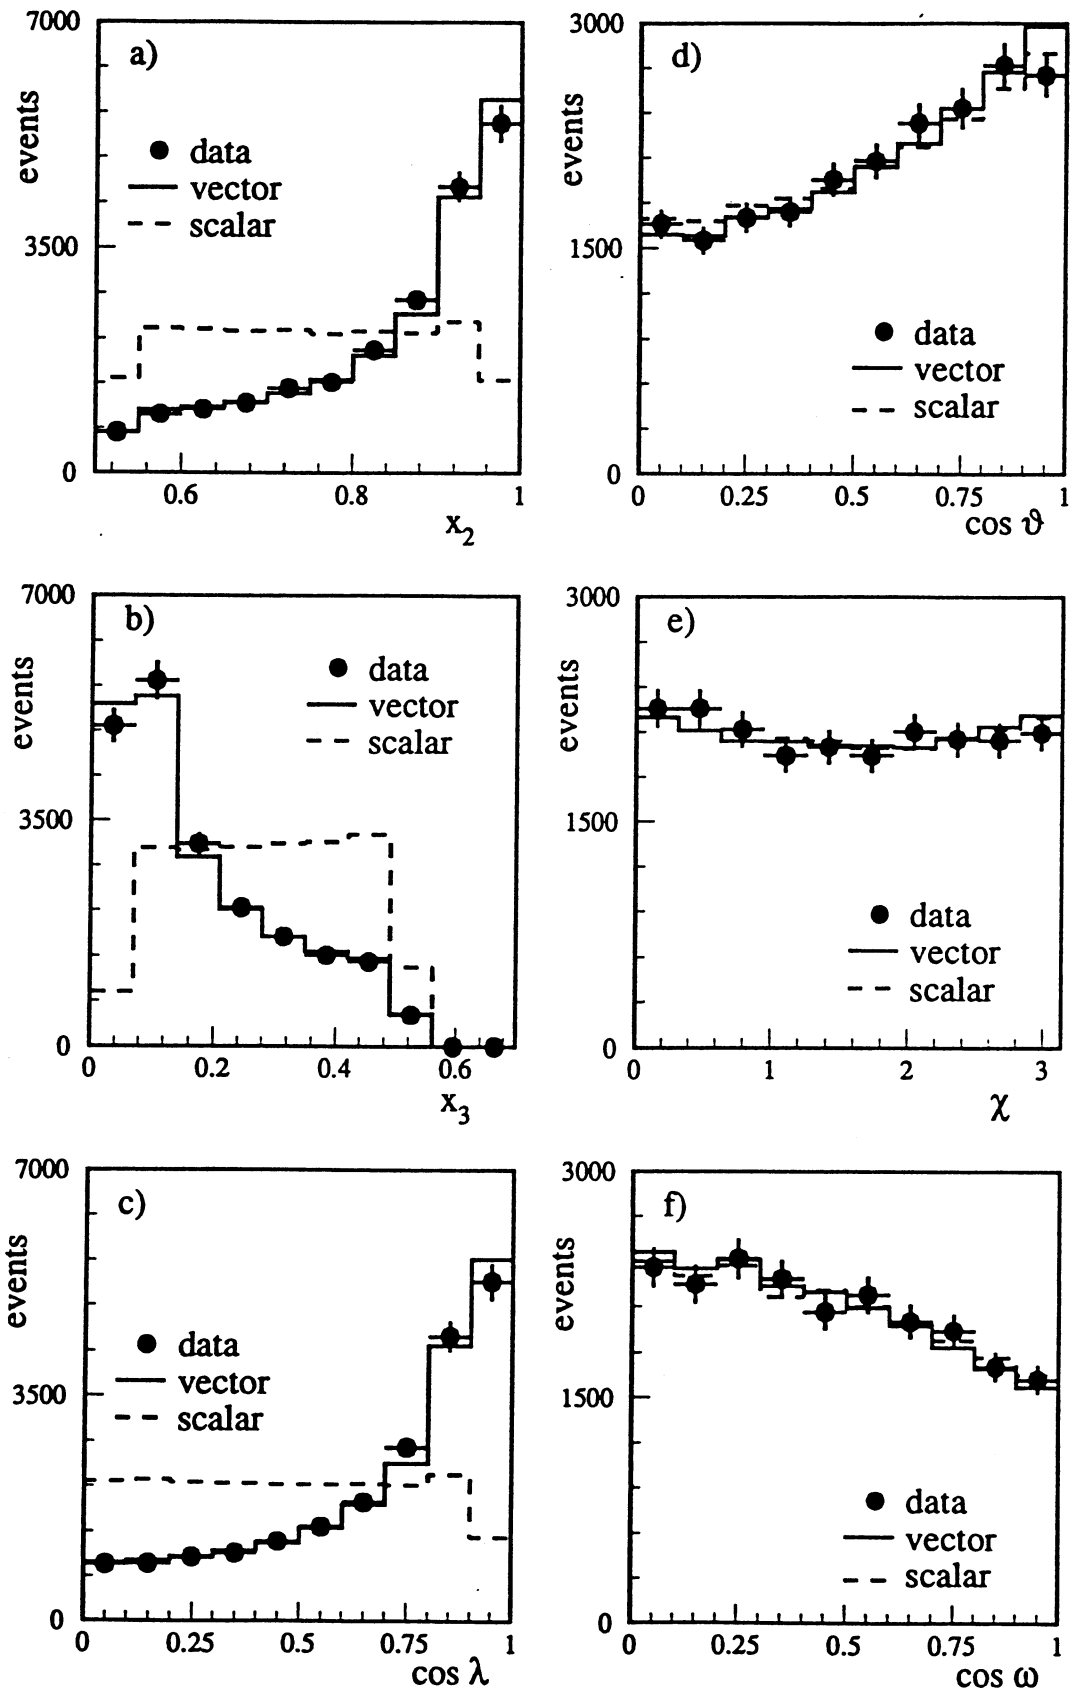 7000
a)
events
data
vector
scalar
3500
0
0.6
0.8
1
x2
3000
d)
events
1500
data
vector
scalar
0
0
0.25
0.5
0.75
1
cos ϑ
7000
b)
events
data
vector
scalar
3500
0
0
0.2
0.4
0.6
x3
3000
e)
events
1500
data
vector
scalar
0
0
1
2
3
χ
7000
c)
events
data
vector
scalar
3500
0
0
0.25
0.5
0.75
1
cos λ
3000
f)
events
1500
data
vector
scalar
0
0
0.25
0.5
0.75
1
cos ω